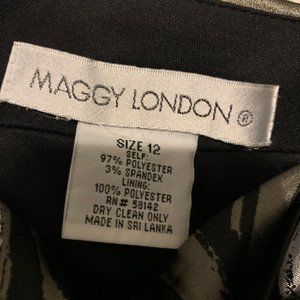 MAGGY LONDON ®
SIZE 12
SELF:
97% POLYESTER
3% SPANDEX
LINING:
100% POLYESTER
RN# 58142
DRY CLEAN ONLY
MADE IN SRI LANKA